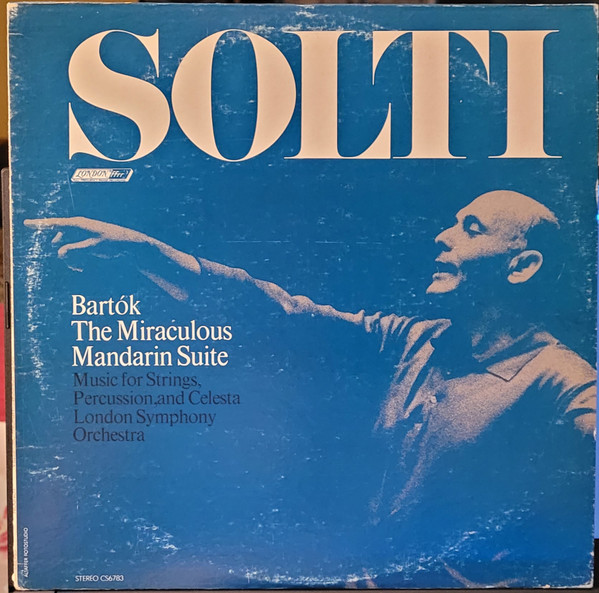 SOLTI
LONDON ffrr
Bartók
The Miraculous
Mandarin Suite
Music for Strings,
Percussion,and Celesta
London Symphony
Orchestra
STEREO CS6783